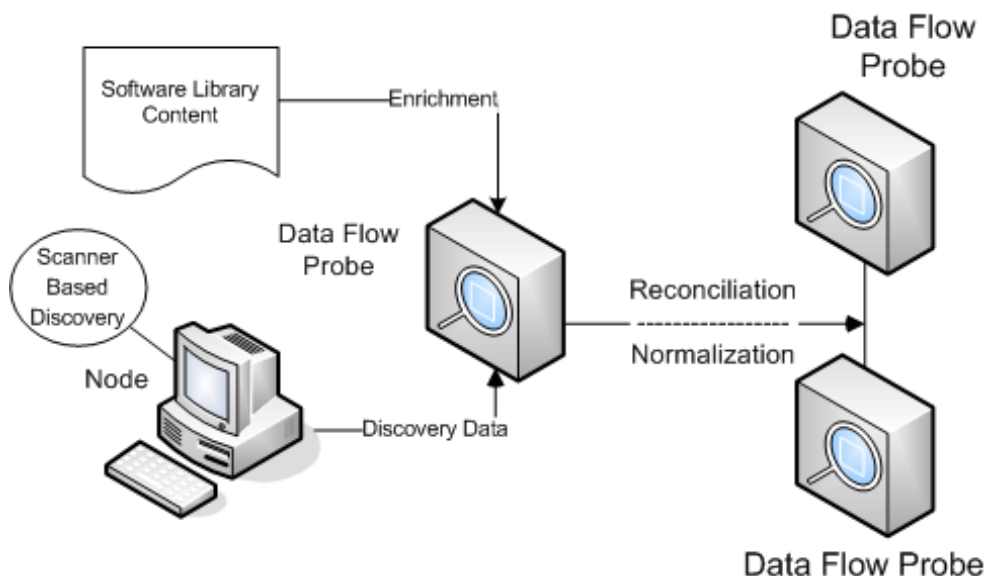 Data Flow
Probe
Software Library
Content
Enrichment
Data Flow
Probe
Scanner
Based
Discovery
Node
Discovery Data
Reconciliation
Normalization
Data Flow Probe